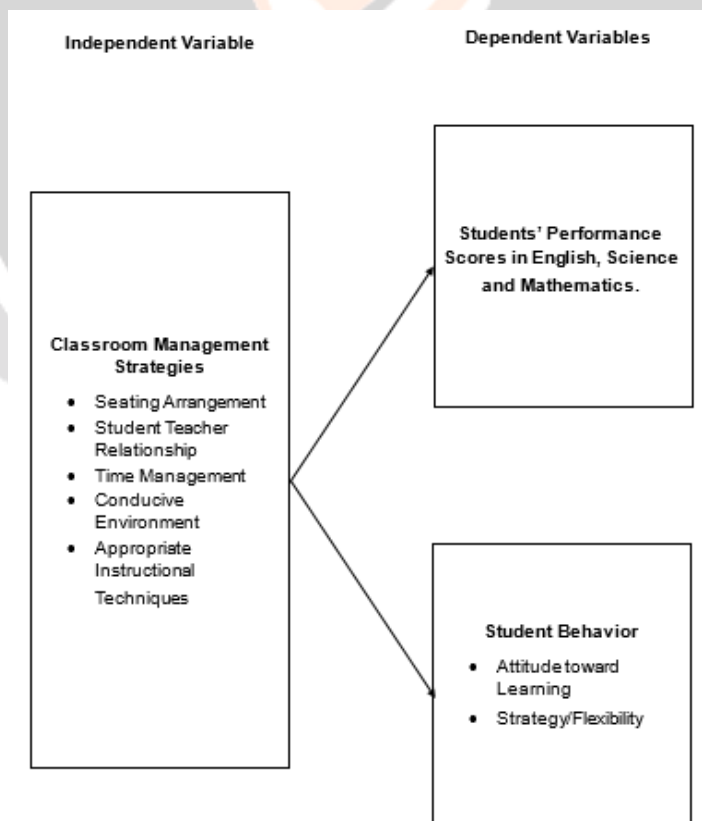 Independent Variable
Dependent Variables
Students' Performance
Scores in English, Science
and Mathematics.
Classroom Management
Strategies
• Seating Arrangement
• Student Teacher
Relationship
• Time Management
• Conducive
Environment
• Appropriate
Instructional
Techniques
Student Behavior
• Attitude toward
Learning
• Strategy/Flexibility